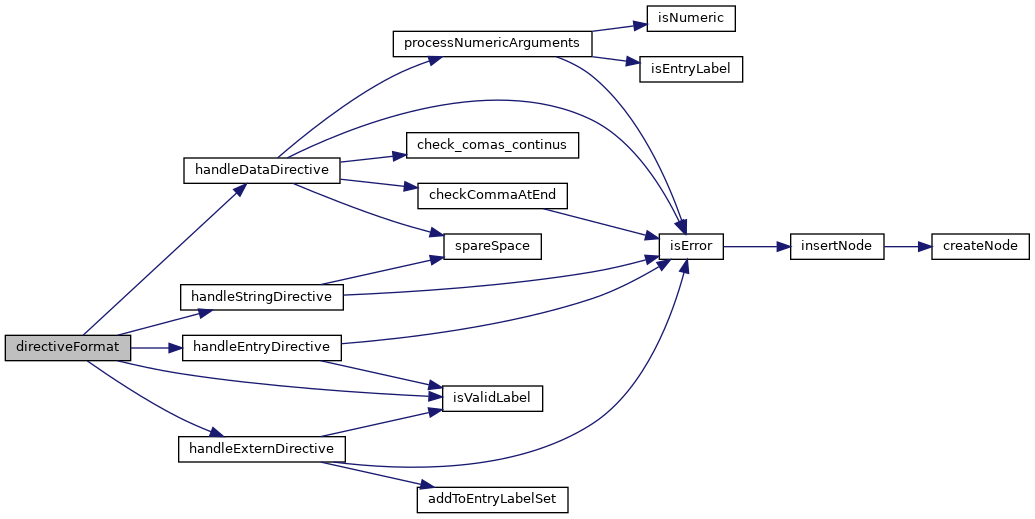 isNumeric
processNumericArguments
isEntryLabel
check_comas_continus
handleDataDirective
checkCommaAtEnd
spareSpace
isError
insertNode
createNode
handleStringDirective
directiveFormat
handleEntryDirective
isValidLabel
handleExternDirective
addToEntryLabelSet